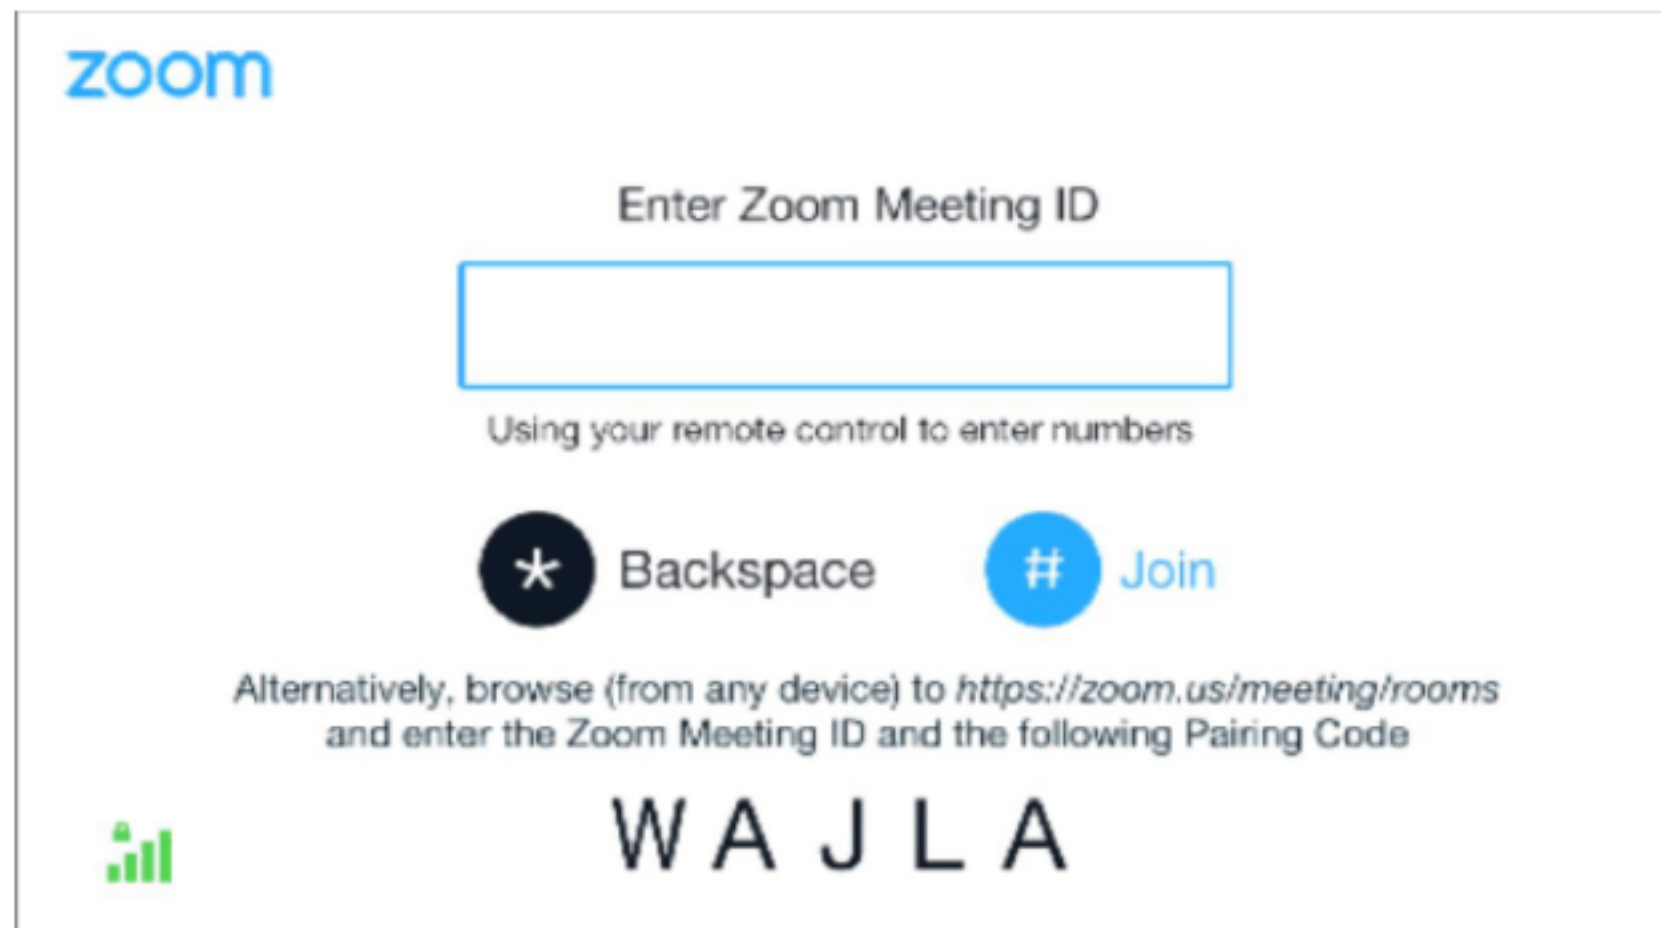 zoom
Enter Zoom Meeting ID
Using your remote control to enter numbers
* Backspace # Join
Alternatively, browse (from any device) to https://zoom.us/meeting/rooms
and enter the Zoom Meeting ID and the following Pairing Code
W A J L A